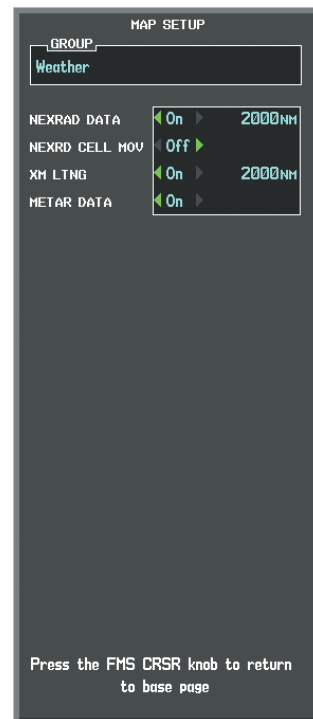 MAP SETUP
GROUP
Weather
NEXRAD DATA On 2000NM
NEXRD CELL MOV Off
XM LTNG On 2000NM
METAR DATA On
Press the FMS CRSR knob to return
to base page